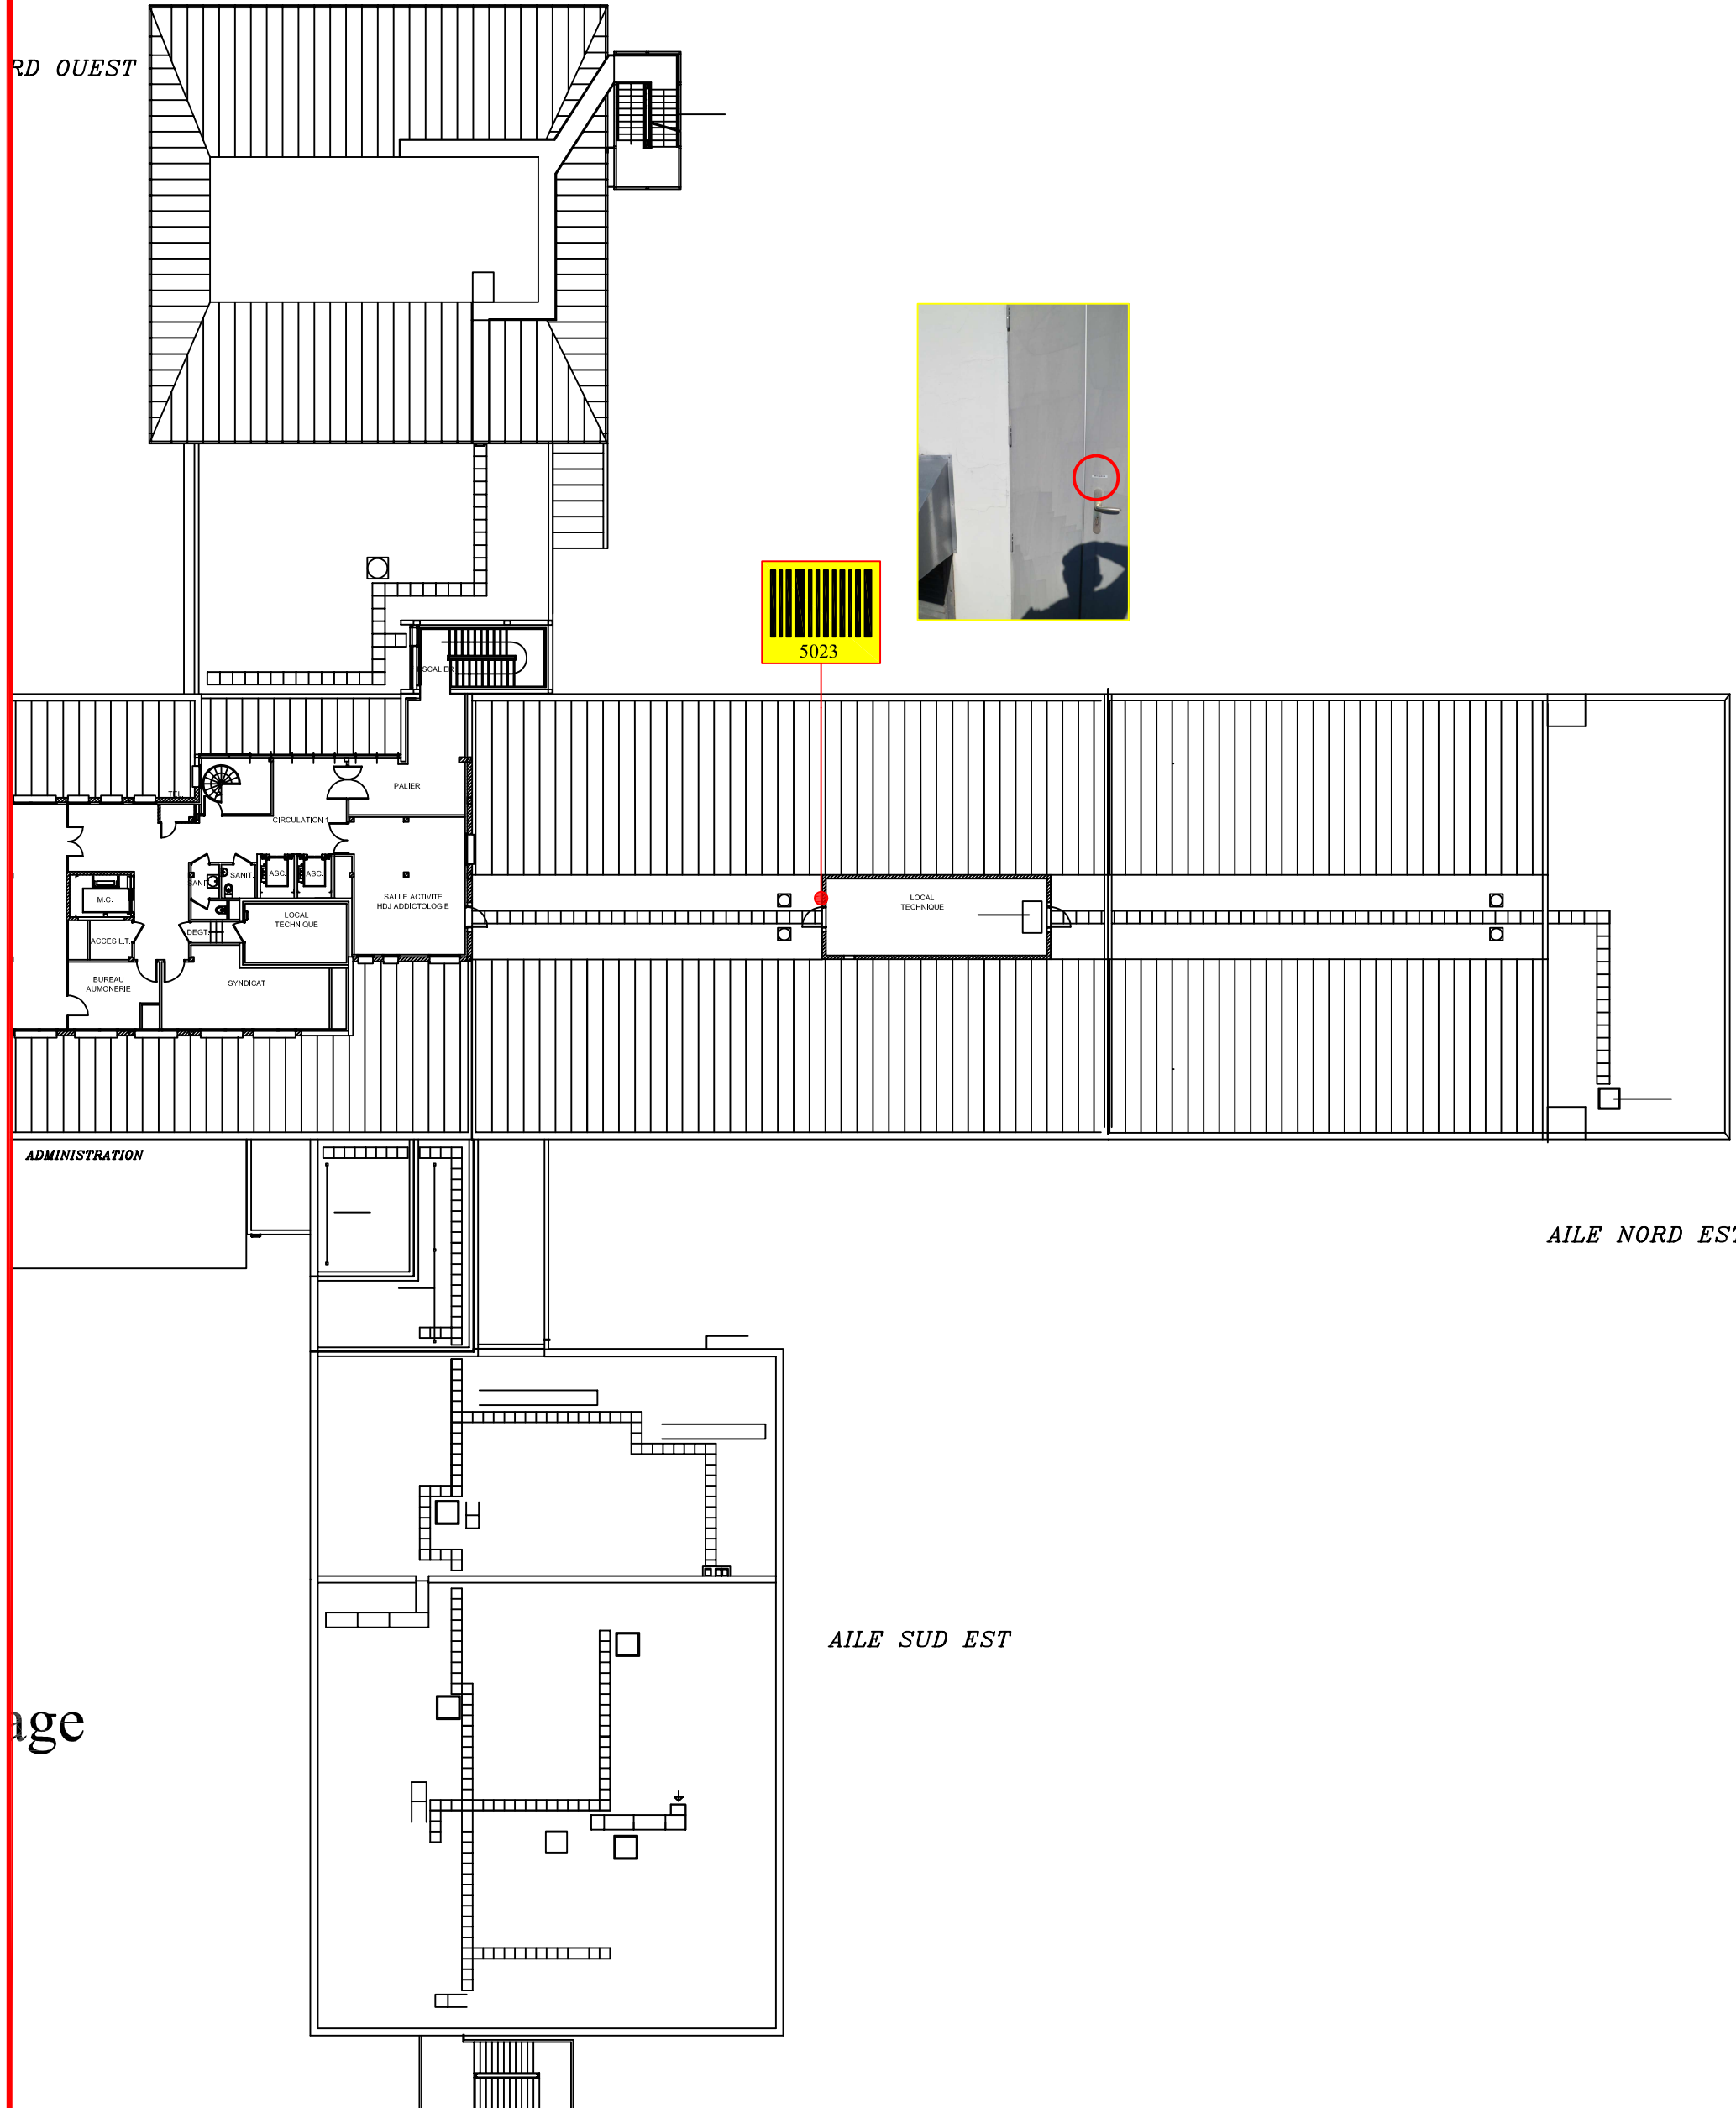 RD OUEST
5023
ESCALIER
TEL.
PALIER
CIRCULATION 1
SANIT.
SANIT.
ASC.
ASC.
M.C.
SALLE ACTIVITE
HDJ ADDICTOLOGIE
LOCAL
TECHNIQUE
LOCAL
TECHNIQUE
DEGT.
ACCES L.T.
BUREAU
AUMONERIE
SYNDICAT
ADMINISTRATION
AILE NORD EST
AILE SUD EST
age